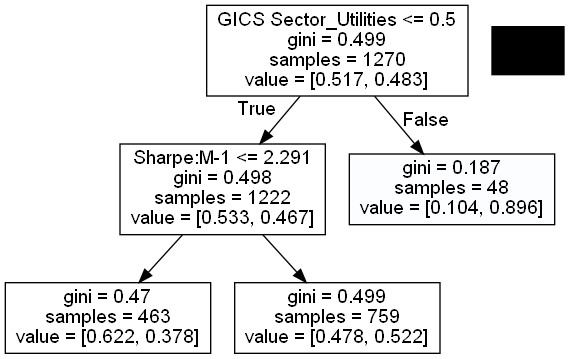 GICS Sector_Utilities <= 0.5
gini = 0.499
samples = 1270
value = [0.517, 0.483]
True
False
Sharpe:M-1 <= 2.291
gini = 0.498
samples = 1222
value = [0.533, 0.467]
gini = 0.187
samples = 48
value = [0.104, 0.896]
gini = 0.47
samples = 463
value = [0.622, 0.378]
gini = 0.499
samples = 759
value = [0.478, 0.522]